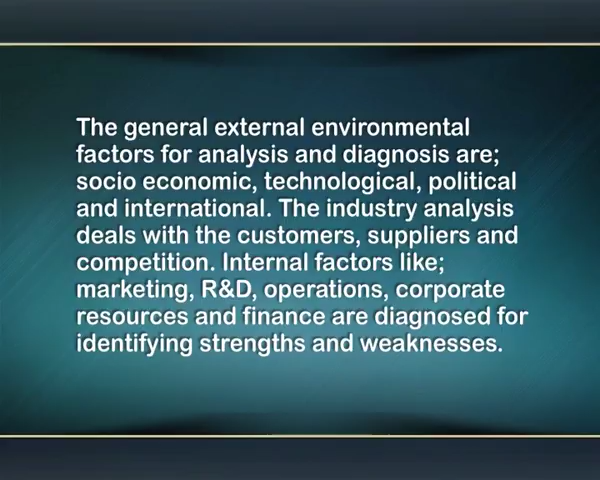 The general external environmental
factors for analysis and diagnosis are;
socio economic, technological, political
and international. The industry analysis
deals with the customers, suppliers and
competition. Internal factors like;
marketing, R&D, operations, corporate
resources and finance are diagnosed for
identifying strengths and weaknesses.